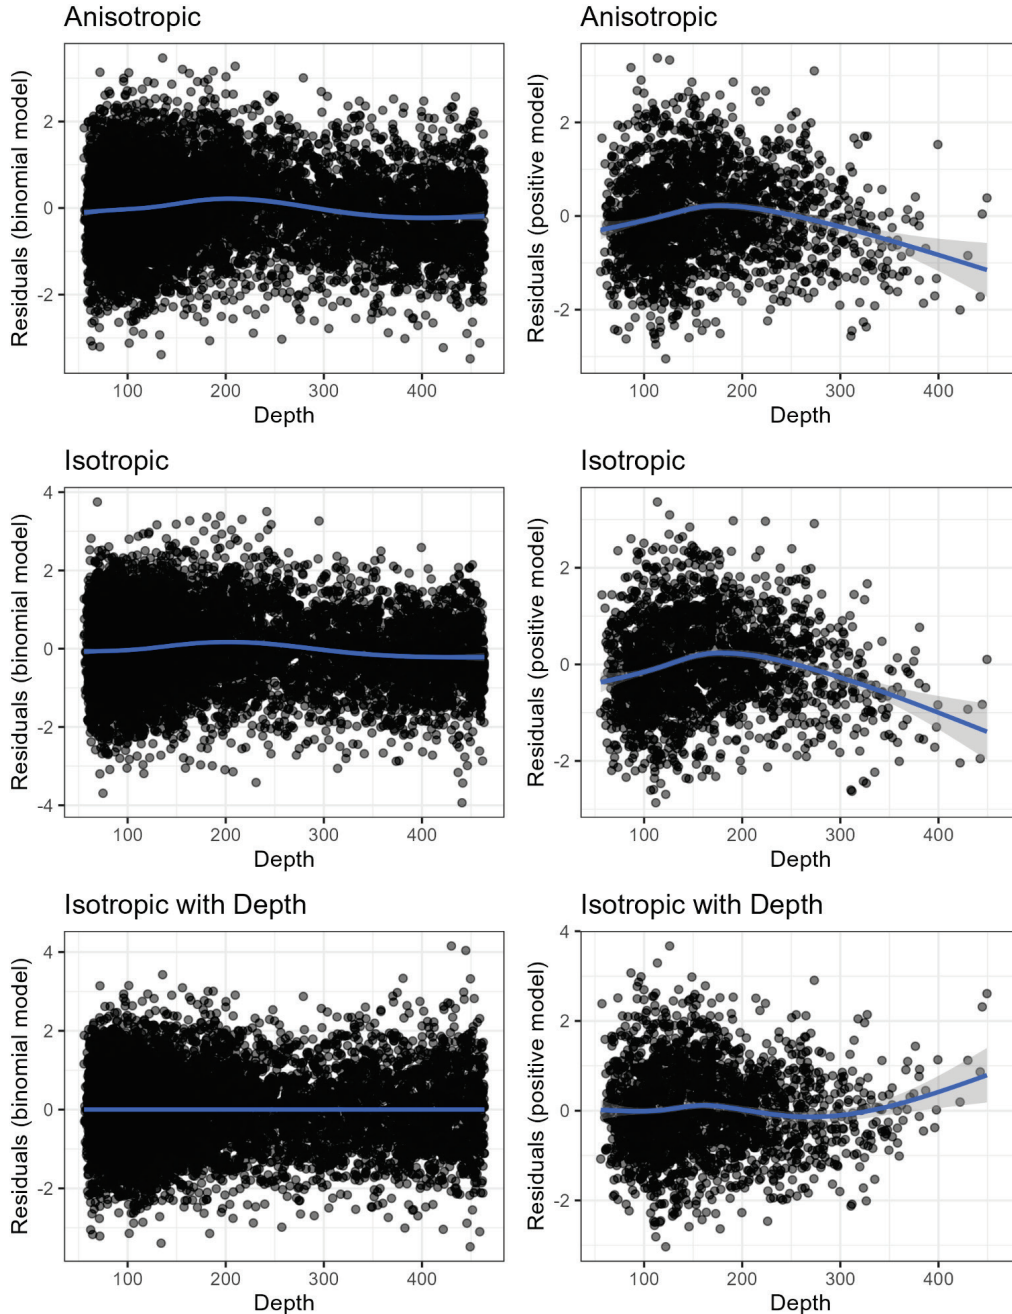 Anisotropic
Residuals (binomial model)
2
0
-2
100 200 300 400
Depth
Anisotropic
Residuals (positive model)
2
0
-2
100 200 300 400
Depth
Isotropic
Residuals (binomial model)
4
2
0
-2
-4
100 200 300 400
Depth
Isotropic
Residuals (positive model)
2
0
-2
100 200 300 400
Depth
Isotropic with Depth
Residuals (binomial model)
4
2
0
-2
100 200 300 400
Depth
Isotropic with Depth
Residuals (positive model)
4
2
0
-2
100 200 300 400
Depth